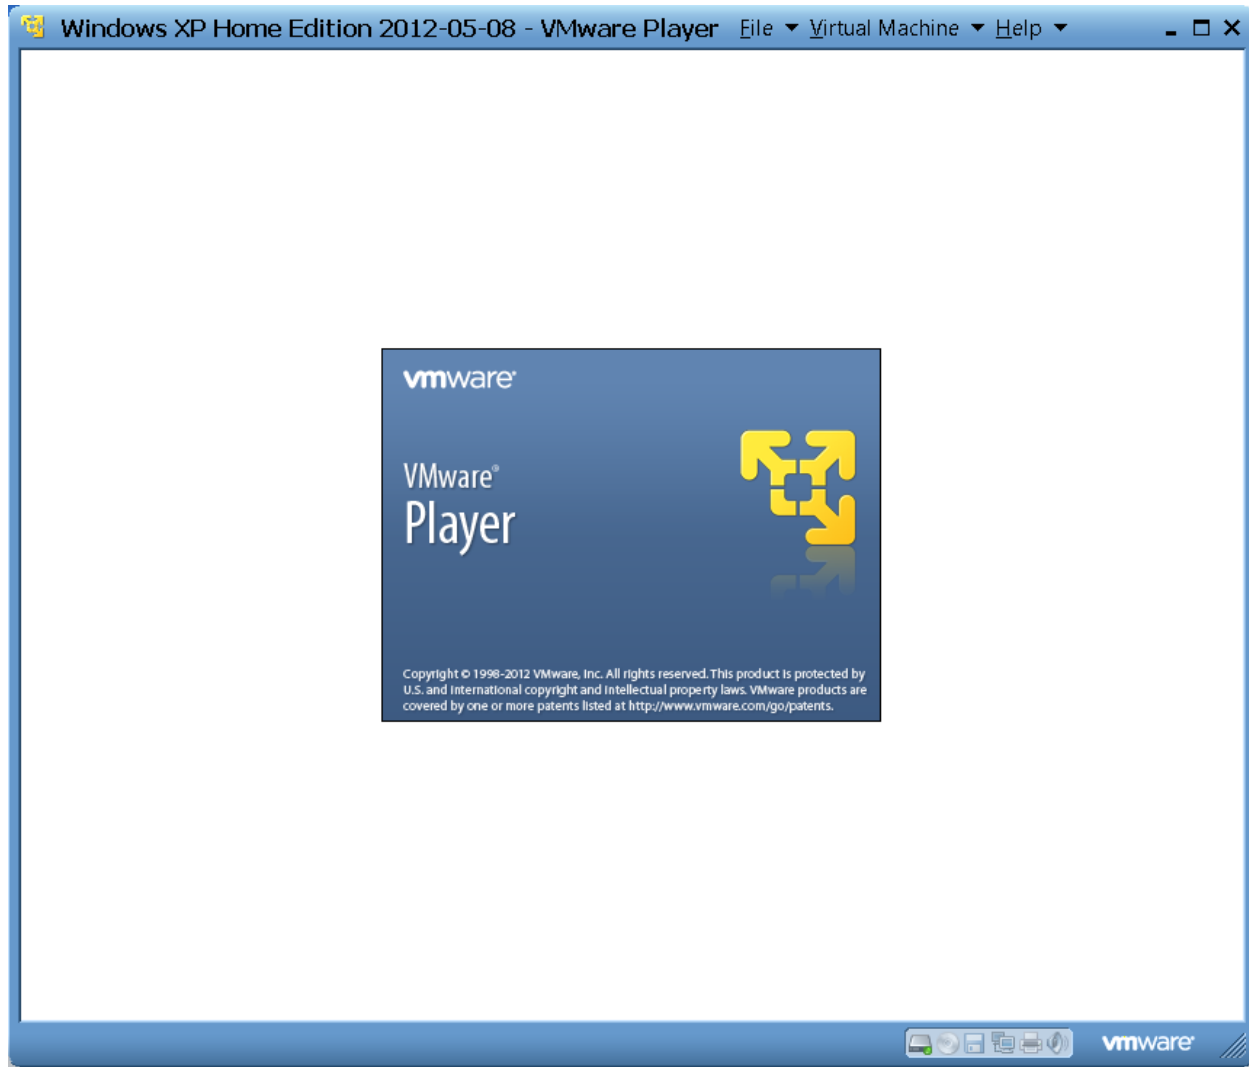 Windows XP Home Edition 2012-05-08 - VMware Player File Virtual Machine Help
vmware
VMware®
Player
Copyright © 1998-2012 VMware, Inc. All rights reserved. This product is protected by
U.S. and international copyright and intellectual property laws. VMware products are
covered by one or more patents listed at http://www.vmware.com/go/patents.
vmware